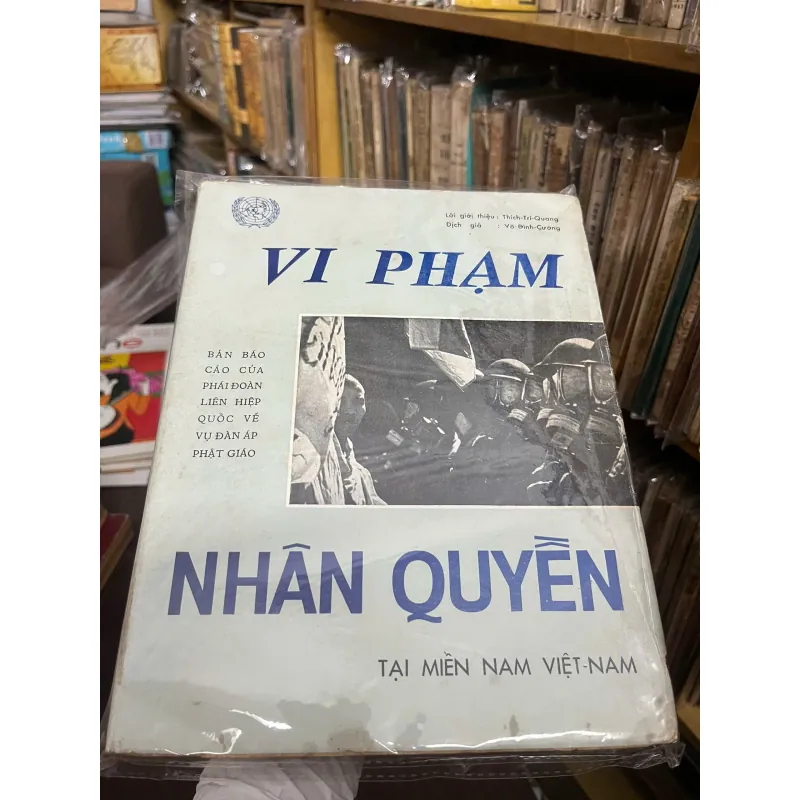 Lời giới thiệu : Thích-Trí-Quang
Dịch giả : Võ-Đình-Cường
VI PHẠM
BẢN BÁO
CÁO CỦA
PHÁI ĐOÀN
LIÊN HIỆP
QUỐC VỀ
VỤ ĐÀN ÁP
PHẬT GIÁO
NHÂN QUYỀN
TẠI MIỀN NAM VIỆT-NAM